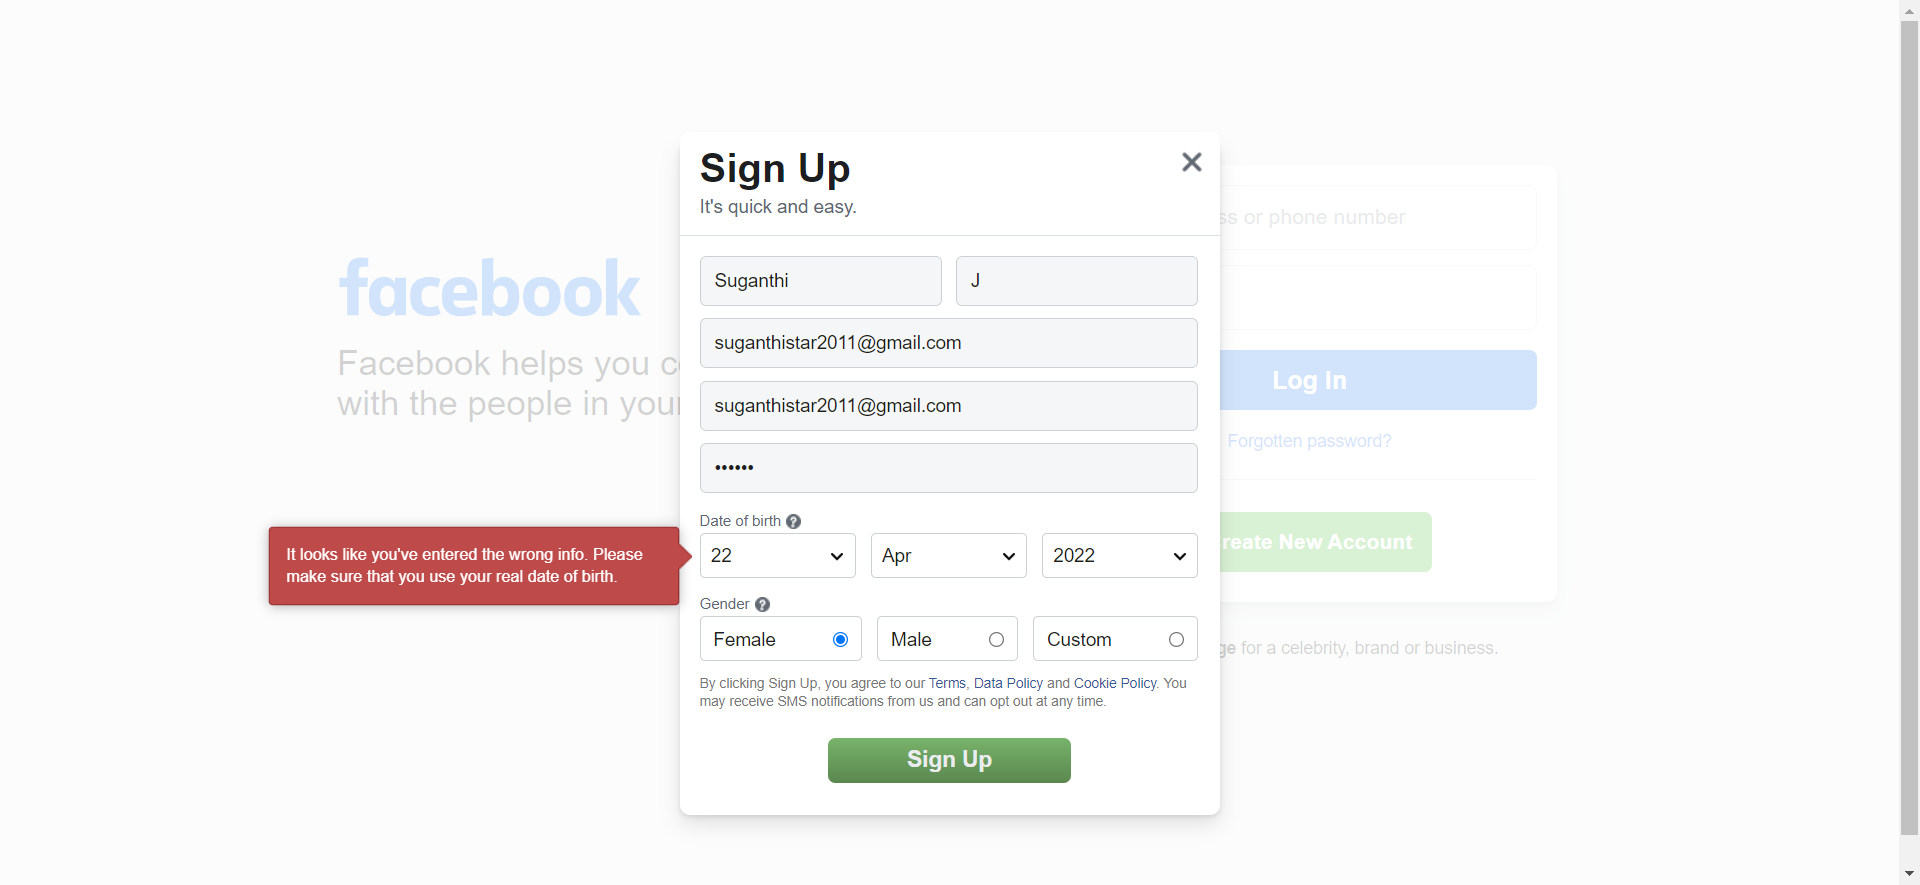 Sign Up
It's quick and easy.
Suganthi
J
suganthistar2011@gmail.com
suganthistar2011@gmail.com
••••••
Date of birth ?
22
Apr
2022
It looks like you've entered the wrong info. Please
make sure that you use your real date of birth.
Gender ?
Female
Male
Custom
By clicking Sign Up, you agree to our Terms, Data Policy and Cookie Policy. You
may receive SMS notifications from us and can opt out at any time.
Sign Up
facebook
Facebook helps you
with the people in
or phone number
Log In
Forgotten password?
New Account
for a celebrity, brand or business.